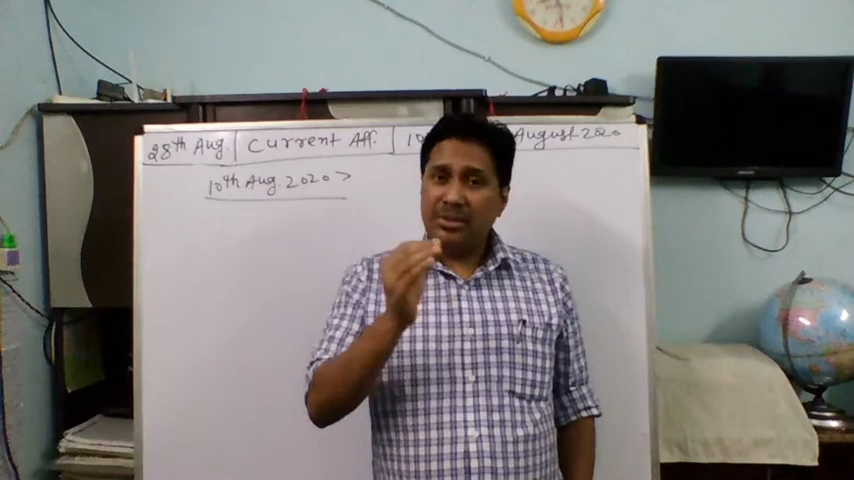 28th Aug. | Current Aff. | 10 August 2020
10th Aug. 2020 >